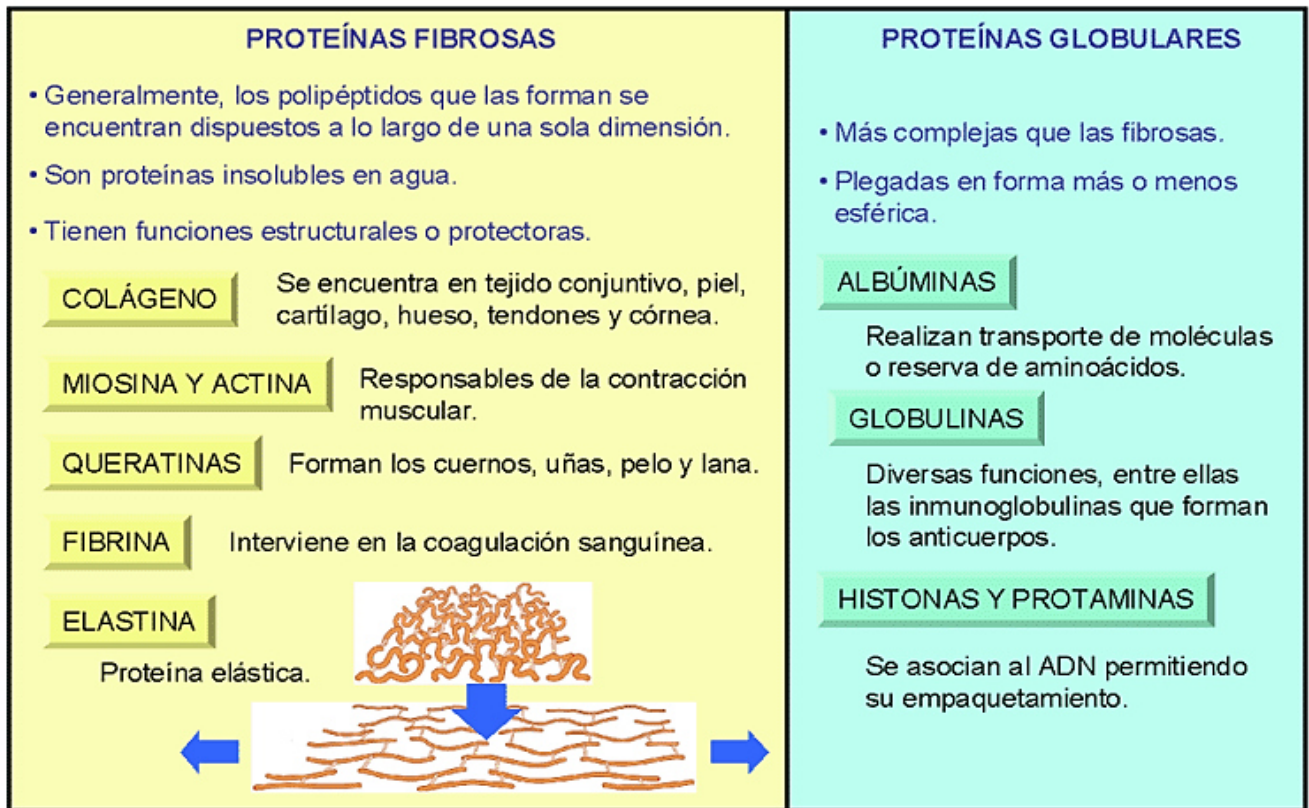 PROTEÍNAS FIBROSAS
• Generalmente, los polipéptidos que las forman se
encuentran dispuestos a lo largo de una sola dimensión.
• Son proteínas insolubles en agua.
• Tienen funciones estructurales o protectoras.
COLÁGENO
Se encuentra en tejido conjuntivo, piel,
cartílago, hueso, tendones y córnea.
MIOSINA Y ACTINA
Responsables de la contracción
muscular.
QUERATINAS
Forman los cuernos, uñas, pelo y lana.
FIBRINA
Interviene en la coagulación sanguínea.
ELASTINA
Proteína elástica.
PROTEÍNAS GLOBULARES
• Más complejas que las fibrosas.
• Plegadas en forma más o menos
esférica.
ALBÚMINAS
Realizan transporte de moléculas
o reserva de aminoácidos.
GLOBULINAS
Diversas funciones, entre ellas
las inmunoglobulinas que forman
los anticuerpos.
HISTONAS Y PROTAMINAS
Se asocian al ADN permitiendo
su empaquetamiento.